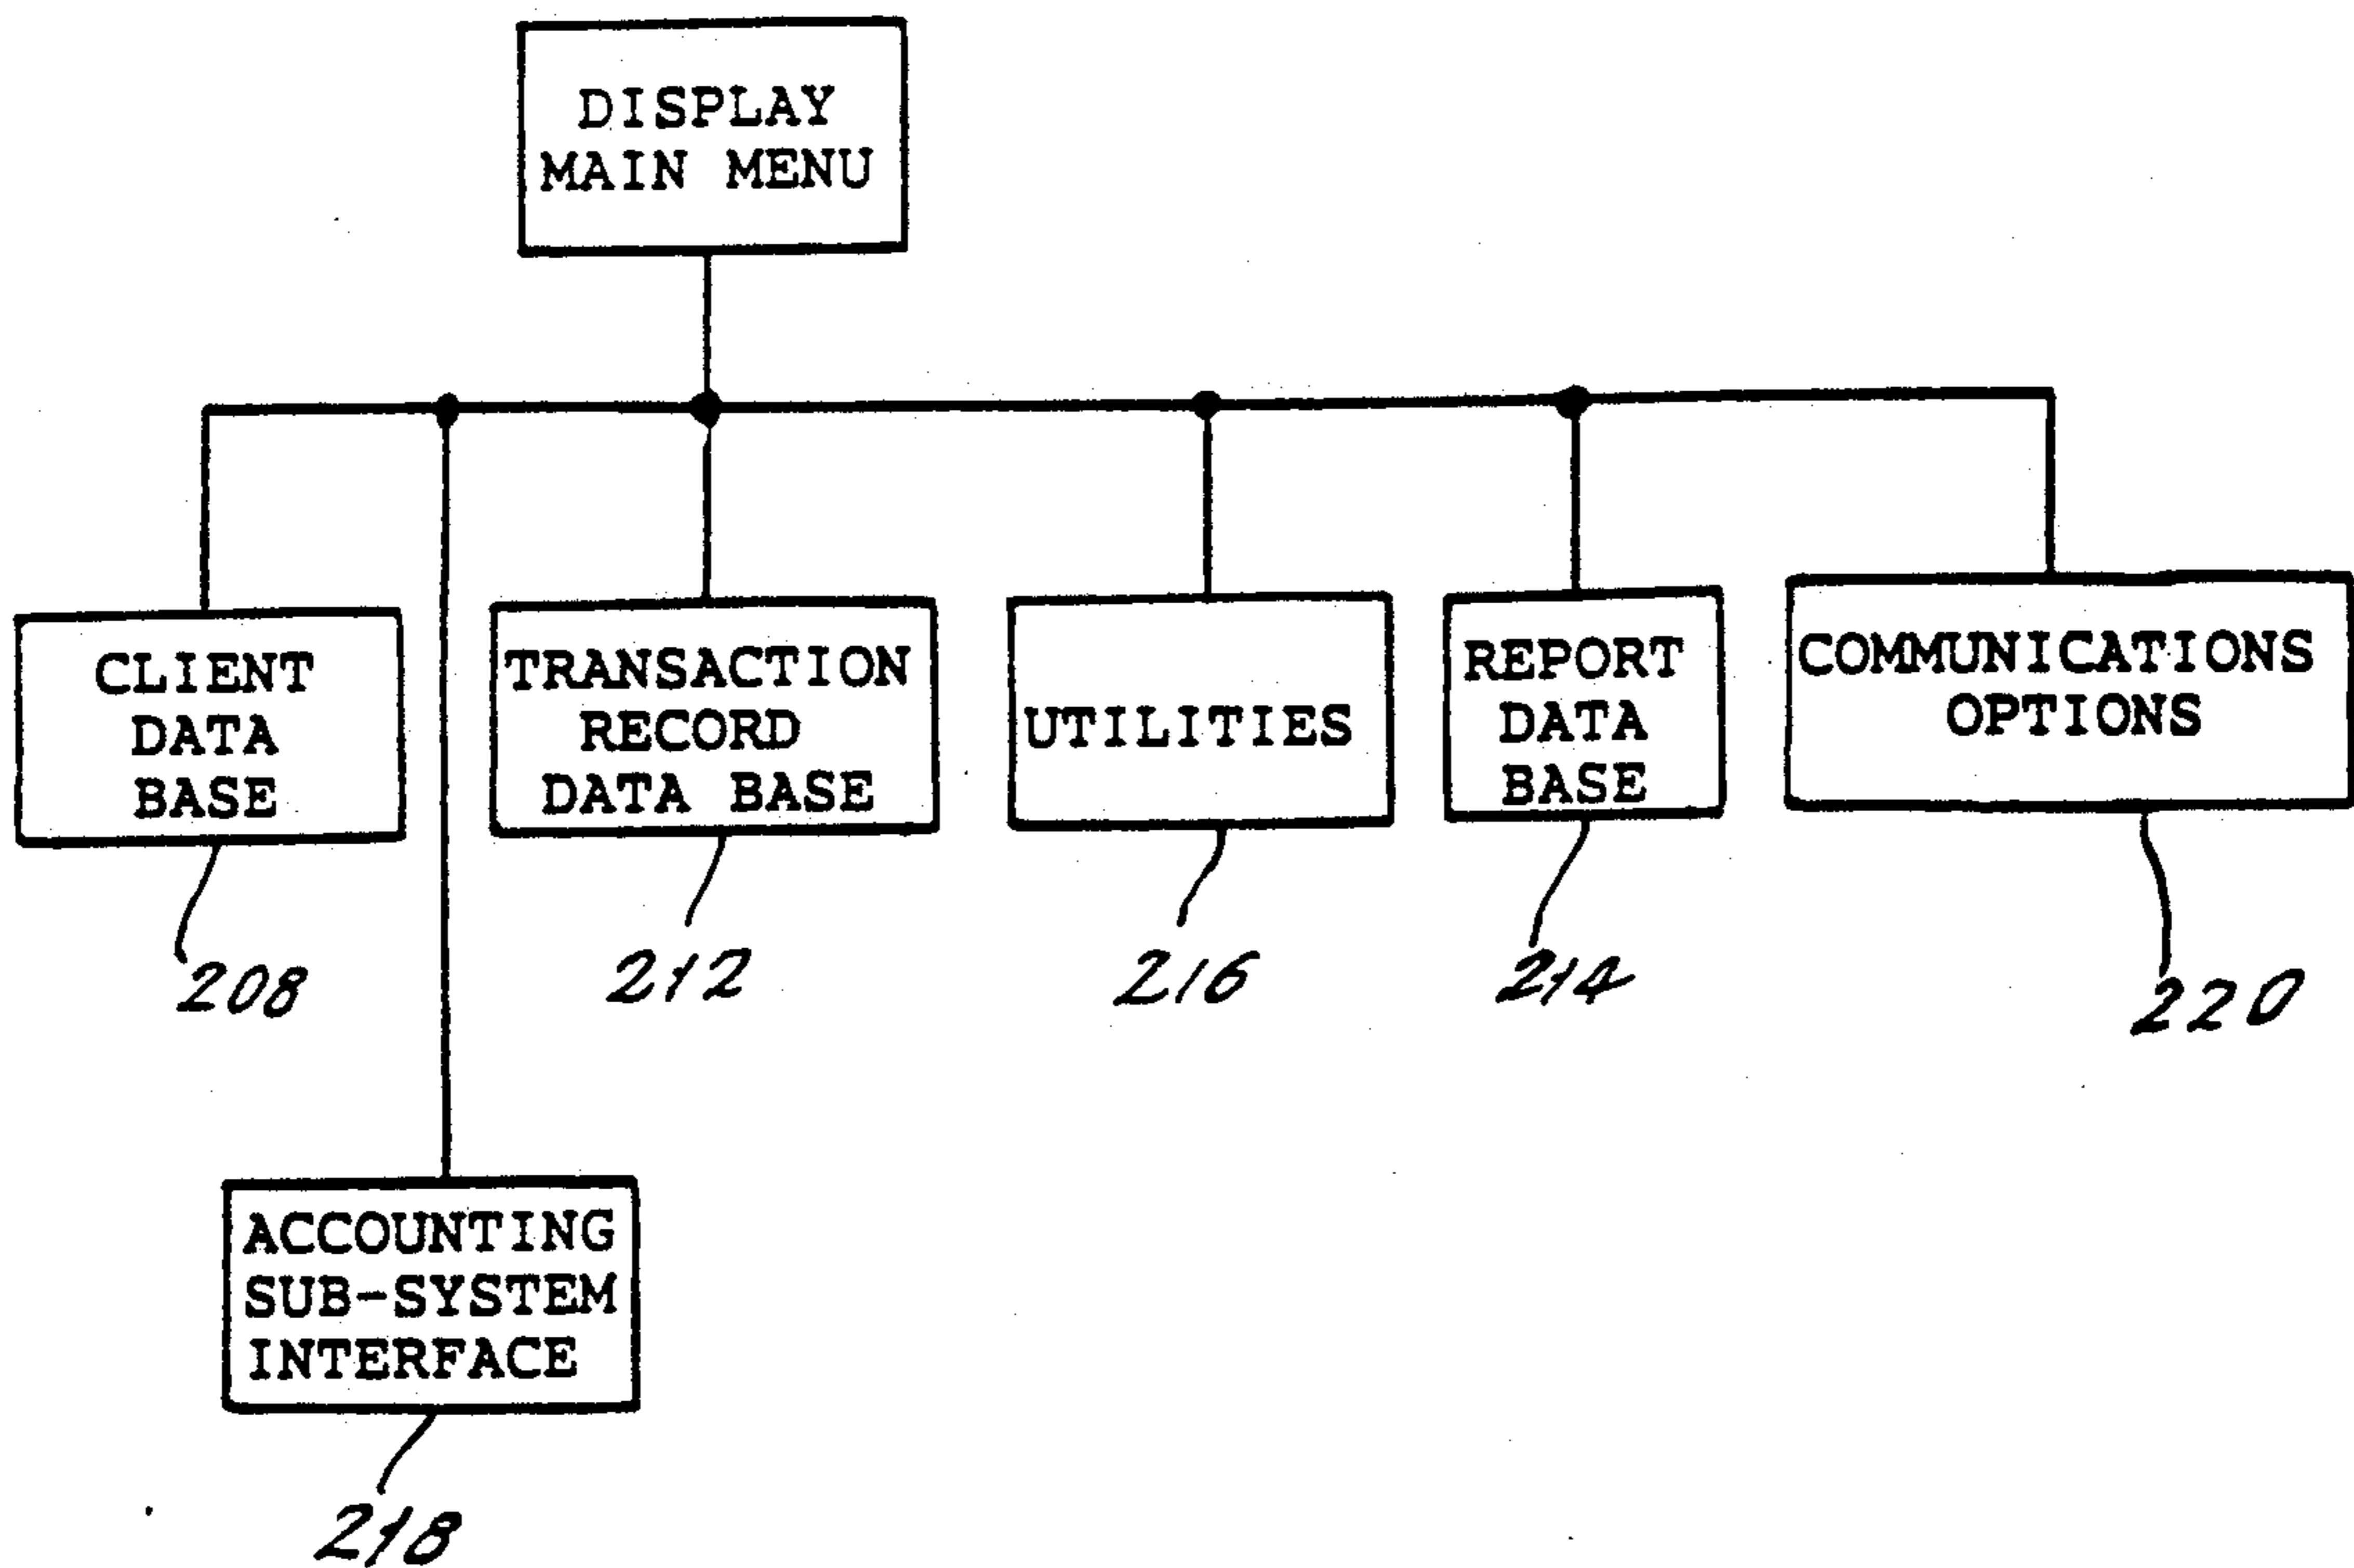 DISPLAY
MAIN MENU
CLIENT
DATA
BASE
TRANSACTION
RECORD
DATA BASE
UTILITIES
REPORT
DATA
BASE
COMMUNICATIONS
OPTIONS
208
212
216
214
220
ACCOUNTING
SUB-SYSTEM
INTERFACE
218